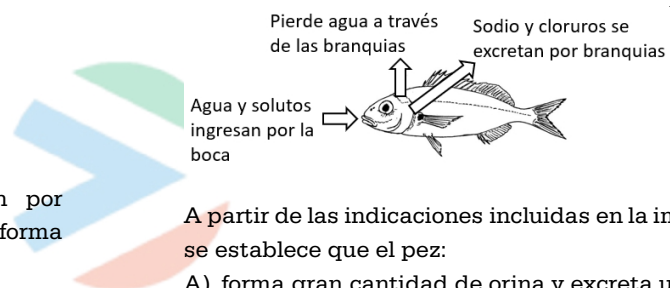 Pierde agua a través
de las branquias
Sodio y cloruros se
excretan por branquias
Agua y solutos
ingresan por la
boca
por
forma
A partir de las indicaciones incluidas en la
se establece que el pez:
A) forma gran cantidad de orina y excreta